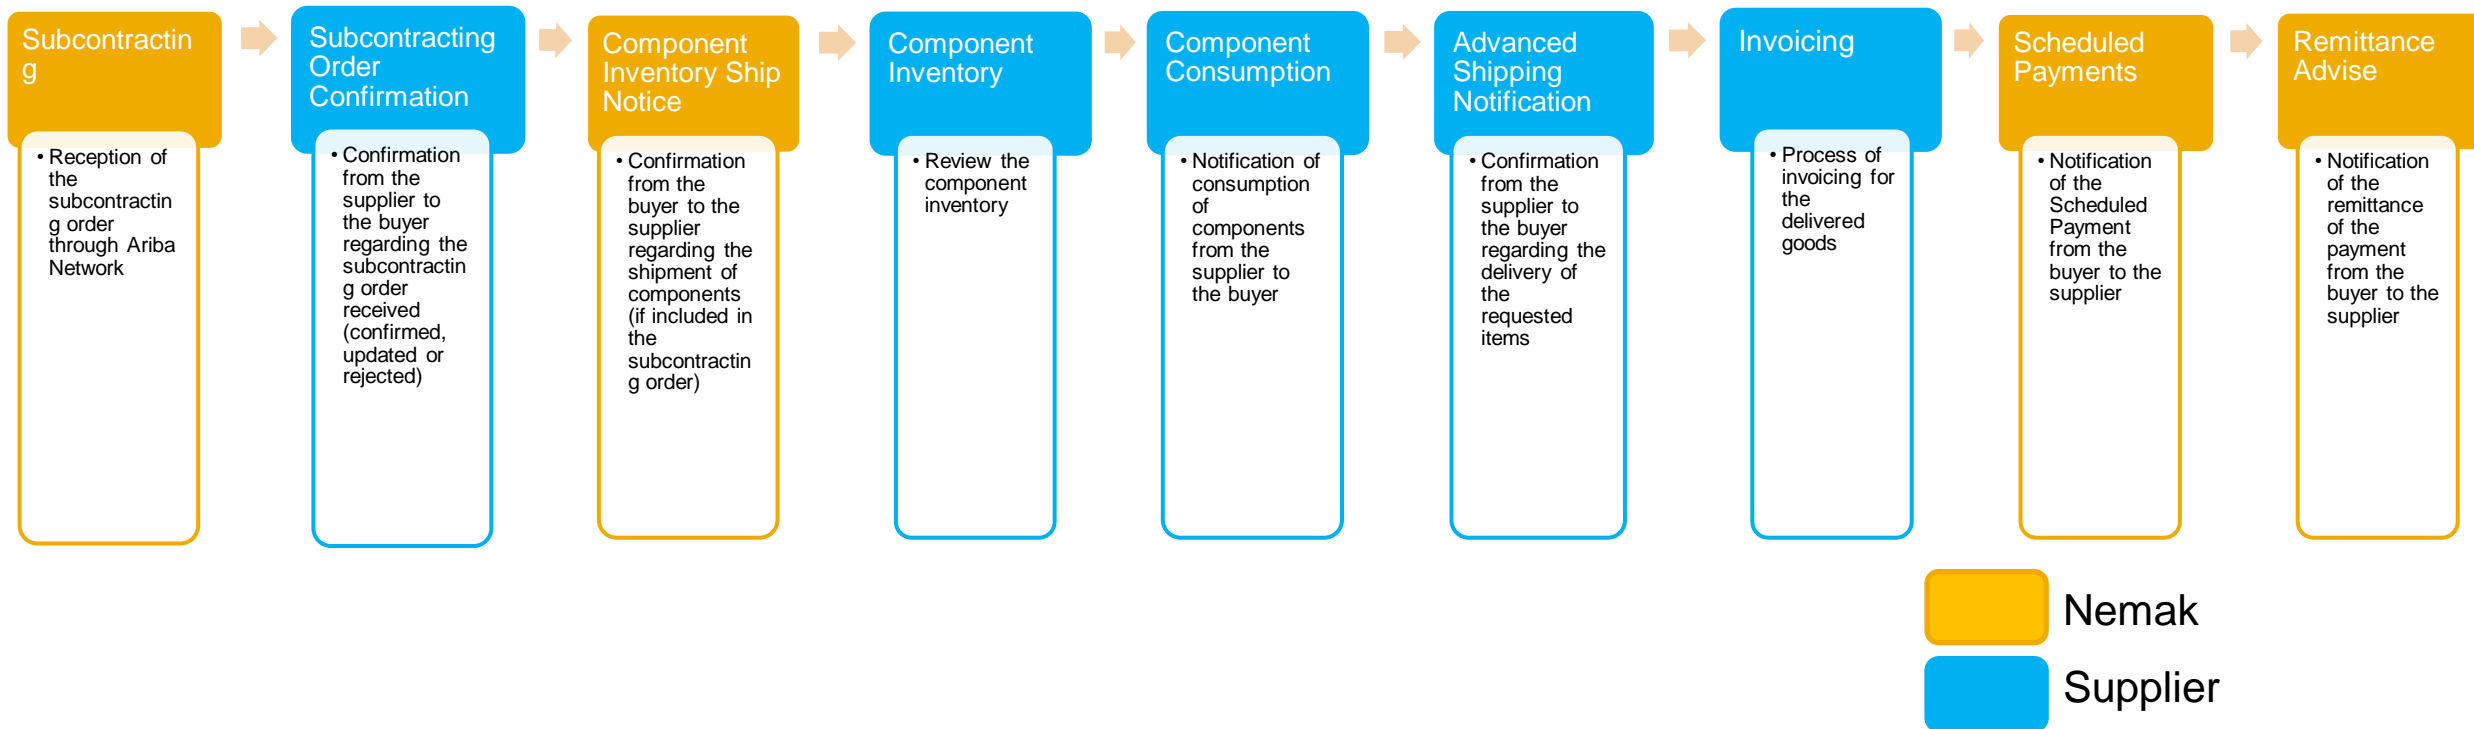 Subcontractin
g
Subcontracting
Order
Confirmation
Component
Inventory Ship
Notice
Component
Inventory
Component
Consumption
Advanced
Shipping
Notification
Invoicing
Scheduled
Payments
Remittance
Advise
• Reception of
the
subcontractin
g order
through Ariba
Network
• Confirmation
from the
supplier to
the buyer
regarding the
subcontractin
g order
received
(confirmed,
updated or
rejected)
• Confirmation
from the
buyer to the
supplier
regarding the
shipment of
components
(if included in
the
subcontractin
g order)
• Review the
component
inventory
• Notification of
consumption
of
components
from the
supplier to
the buyer
• Confirmation
from the
supplier to
the buyer
regarding the
delivery of
the
requested
items
• Process of
invoicing for
the
delivered
goods
• Notification
of the
Scheduled
Payment
from the
buyer to the
supplier
• Notification
of the
remittance
of the
payment
from the
buyer to the
supplier
Nemak
Supplier